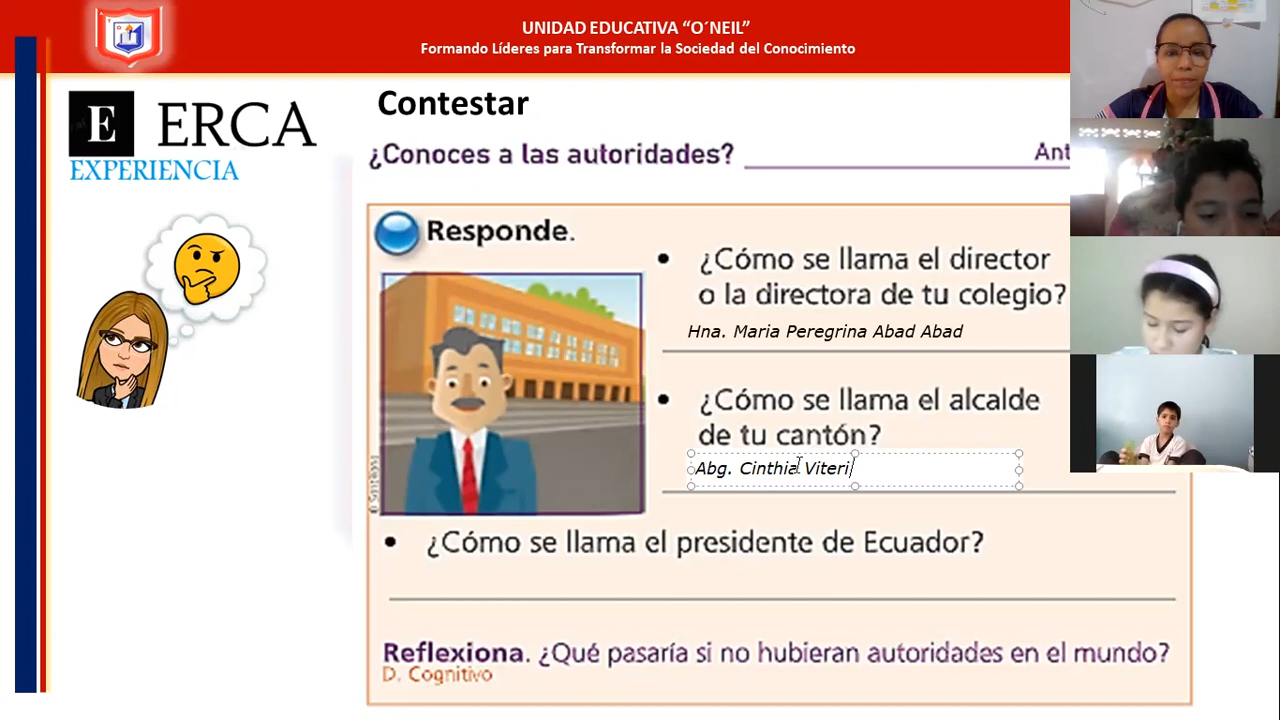 UNIDAD EDUCATIVA “O´NEIL”
Formando Líderes para Transformar la Sociedad del Conocimiento
E ERCA
EXPERIENCIA
Contestar
¿Conoces a las autoridades?
Ant
Responde.
• ¿Cómo se llama el director
o la directora de tu colegio?
Hna. Maria Peregrina Abad Abad
• ¿Cómo se llama el alcalde
de tu cantón?
Abg. Cinthia Viteri
© Santillana
• ¿Cómo se llama el presidente de Ecuador?
Reflexiona. ¿Qué pasaría si no hubieran autoridades en el mundo?
D. Cognitivo